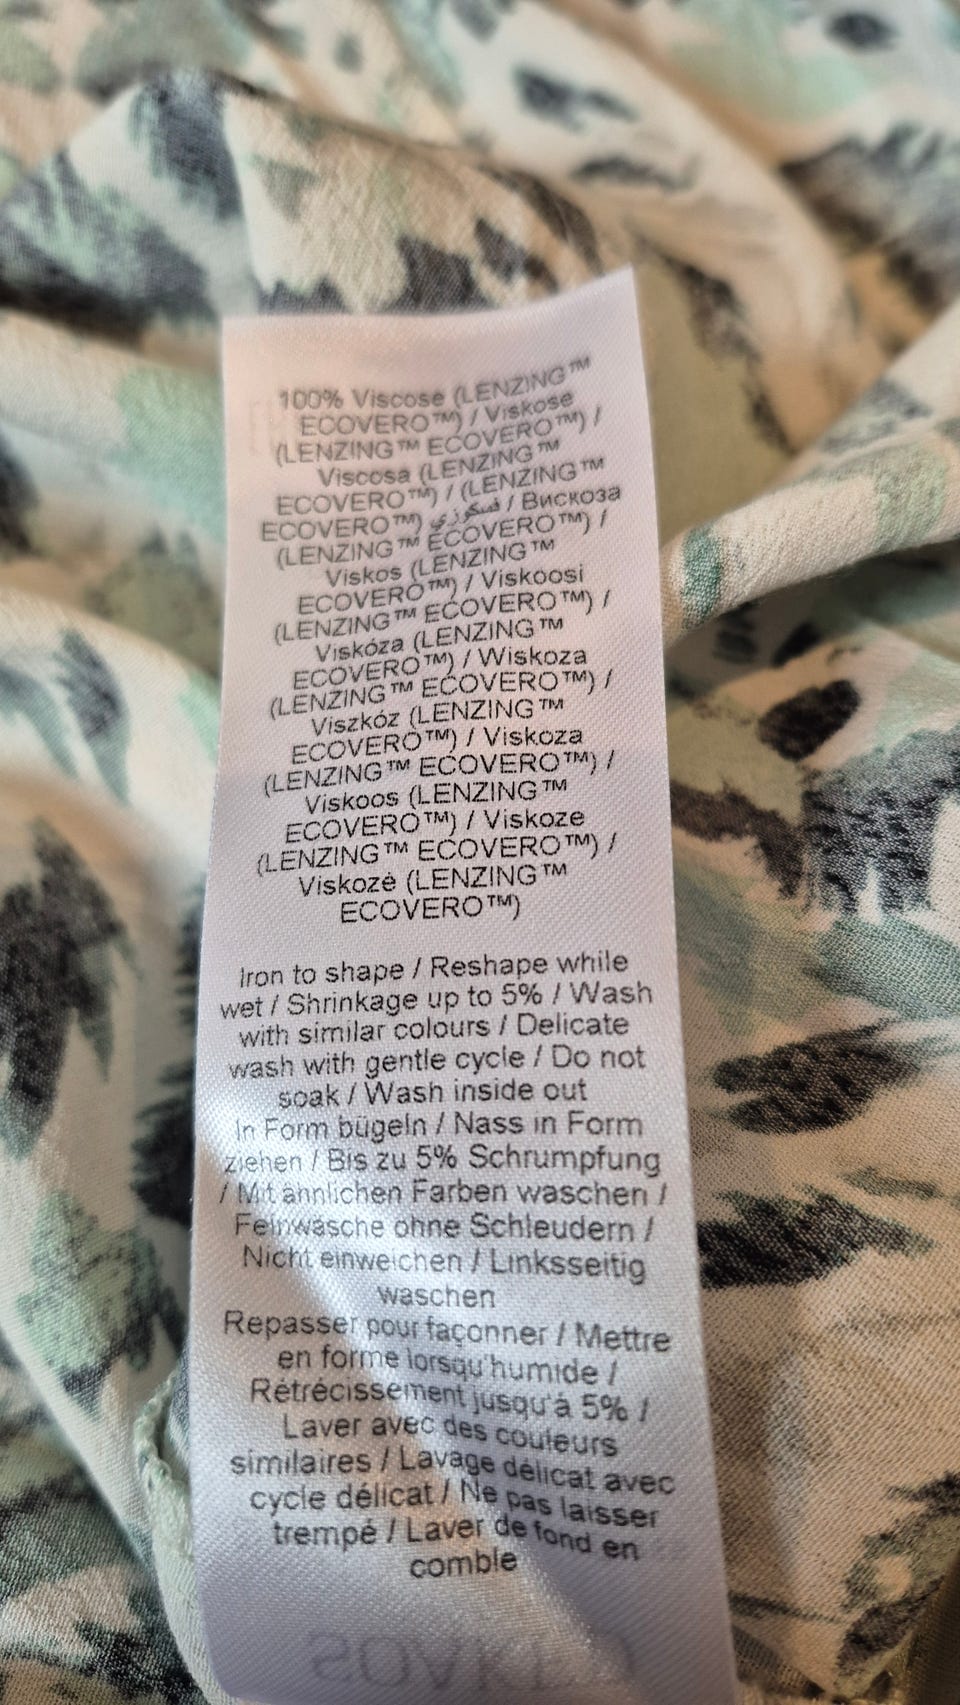 100% Viscose (LENZING™
ECOVERO™) / Viskose
(LENZING™ ECOVERO™) /
Viscosa (LENZING™
ECOVERO™) / (LENZING™
ECOVERO™) فسكوزي / Вискоза
(LENZING™ ECOVERO™) /
Viskos (LENZING™
ECOVERO™) / Viskoosi
(LENZING™ ECOVERO™) /
Viskóza (LENZING™
ECOVERO™) / Wiskoza
(LENZING™ ECOVERO™) /
Viszkóz (LENZING™
ECOVERO™) / Viskoza
(LENZING™ ECOVERO™) /
Viskoos (LENZING™
ECOVERO™) / Viskoze
(LENZING™ ECOVERO™) /
Viskozė (LENZING™
ECOVERO™)
Iron to shape / Reshape while
wet / Shrinkage up to 5% / Wash
with similar colours / Delicate
wash with gentle cycle / Do not
soak / Wash inside out
In Form bügeln / Nass in Form
ziehen / Bis zu 5% Schrumpfung
/ Mit ähnlichen Farben waschen /
Feinwäsche ohne Schleudern /
Nicht einweichen / Linksseitig
waschen
Repasser pour façonner / Mettre
en forme lorsqu'humide /
Rétrécissement jusqu'à 5% /
Laver avec des couleurs
similaires / Lavage délicat avec
cycle délicat / Ne pas laisser
trempé / Laver de fond en
comble